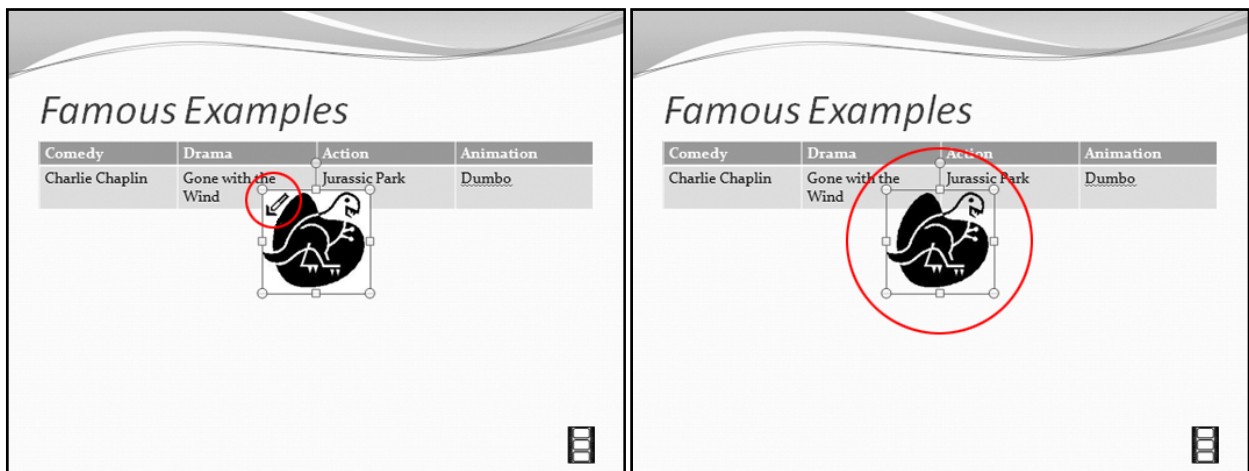 Famous Examples
Comedy Drama Action Animation
Charlie Chaplin Gone with the Jurassic Park Dumbo
Wind
Famous Examples
Comedy Drama Action Animation
Charlie Chaplin Gone with the Jurassic Park Dumbo
Wind